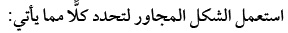 استعمل الشكل المجاور لتحدد كلًّا مما يأتي: